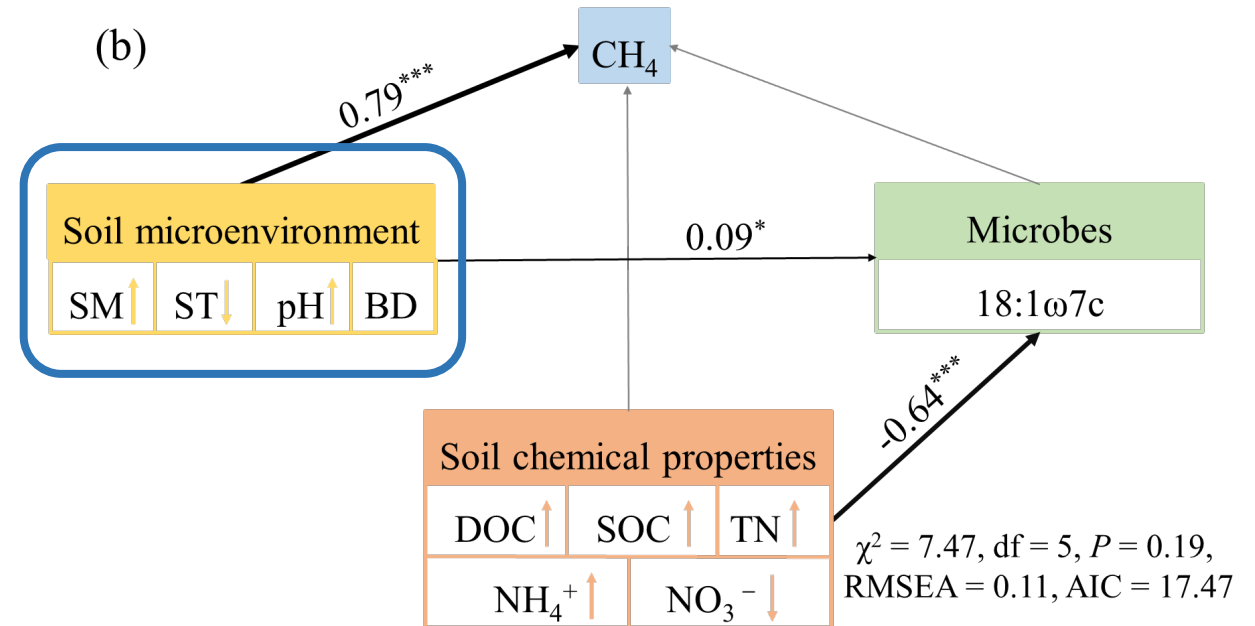 (b)
CH₄
0.79***
Soil microenvironment
SM ST pH BD
0.09*
Microbes
18:1ω7c
-0.64***
Soil chemical properties
DOC SOC TN
NH₄⁺ NO₃⁻
χ² = 7.47, df = 5, P = 0.19,
RMSEA = 0.11, AIC = 17.47